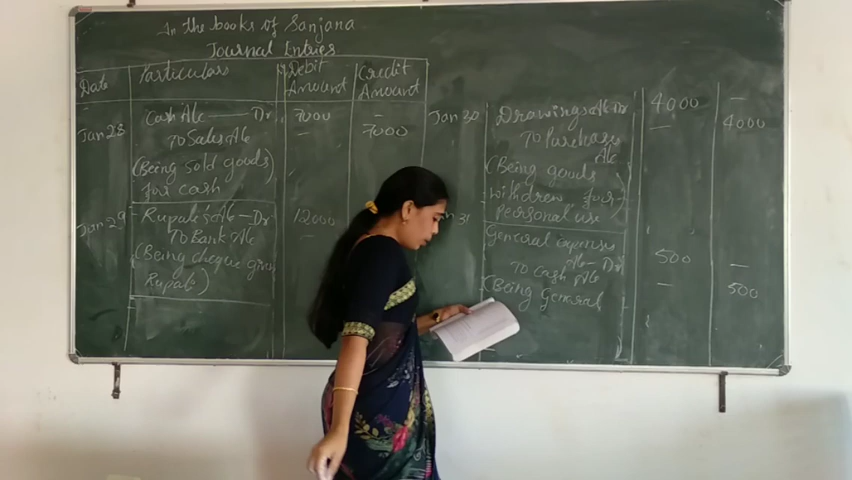 In the books of Sanjana
Journal Entries
Date Particulars Debit Amount Credit Amount
Jan 28 Cash A/c — Dr 7000 —
To Sales A/c — 7000
(Being sold goods
for cash
Jan 29 Rupali's A/c — Dr 12000
To Bank A/c —
(Being cheque given
Rupali)
Jan 30 Drawings A/c Dr 4000 —
To Purchases A/c — 4000
(Being goods
withdrew for
personal use
31 General expenses
A/c — Dr 500 —
To Cash A/c — 500
(Being General